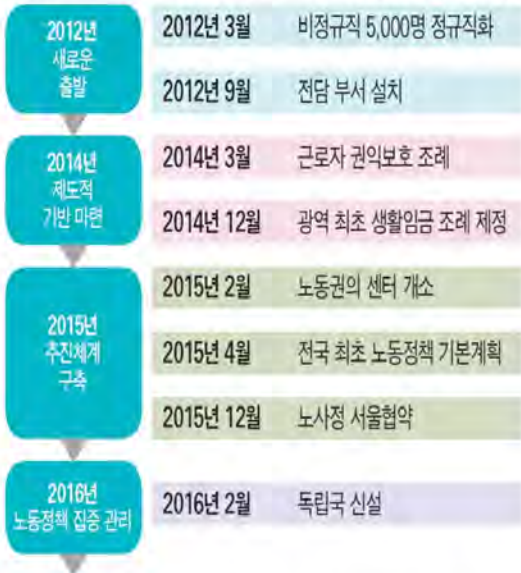 2012년
새로운
출발
2012년 3월 비정규직 5,000명 정규직화
2012년 9월 전담 부서 설치
2014년
제도적
기반 마련
2014년 3월 근로자 권익보호 조례
2014년 12월 광역 최초 생활임금 조례 제정
2015년
추진체계
구축
2015년 2월 노동권의 센터 개소
2015년 4월 전국 최초 노동정책 기본계획
2015년 12월 노사정 서울협약
2016년
노동정책 집중 관리
2016년 2월 독립국 신설